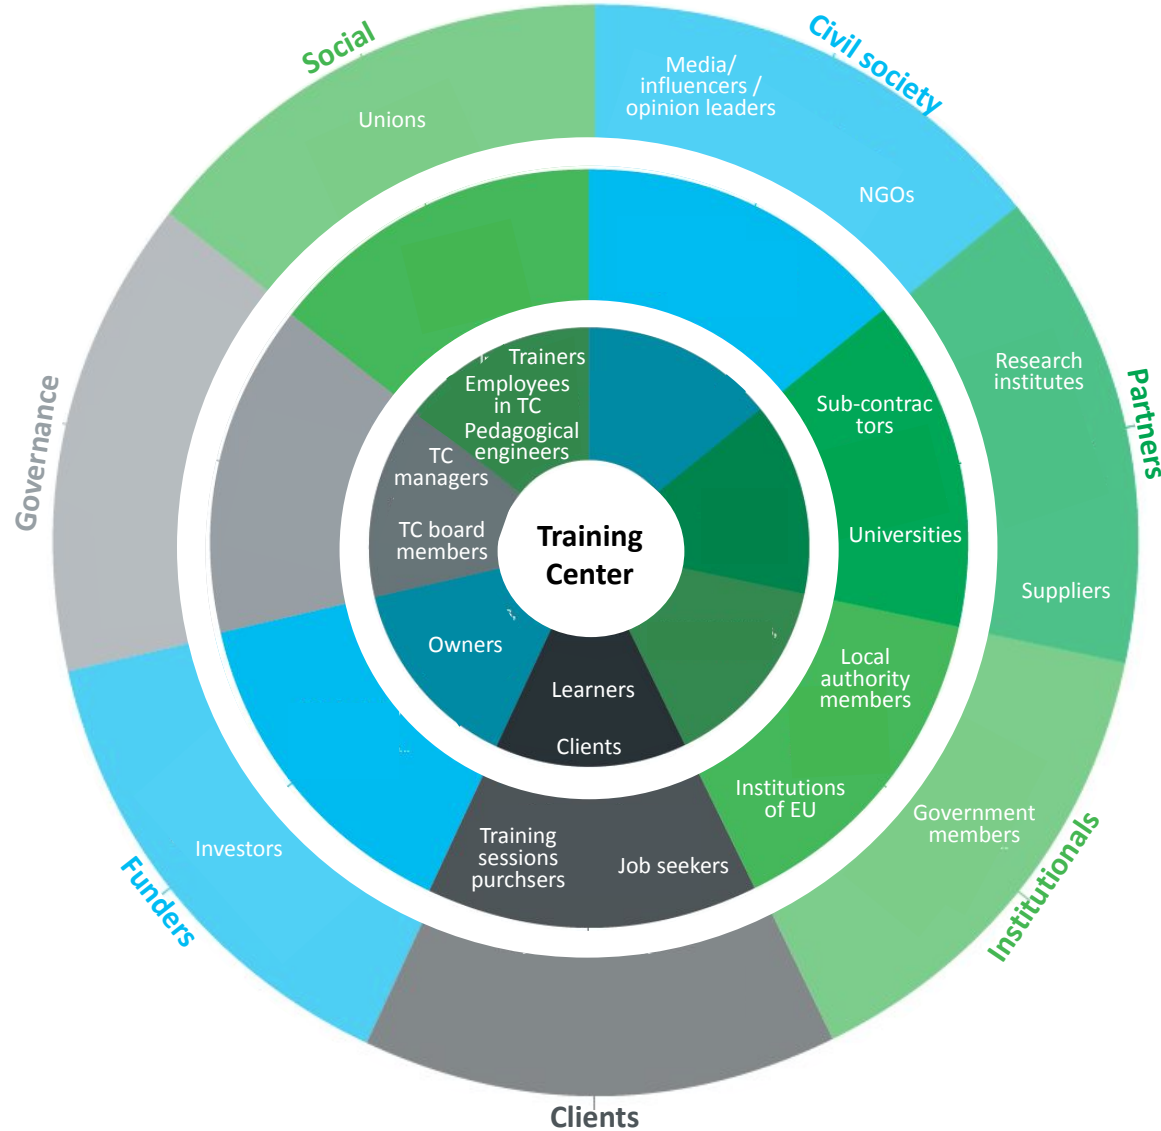 Social
Civil society
Media/
influencers /
opinion leaders
Unions
NGOs
Trainers
Employees
in TC
Pedagogical
engineers
Research
institutes
Partners
Sub-contrac
tors
Governance
TC
managers
TC board
members
Training
Center
Universities
Suppliers
Owners
Learners
Clients
Local
authority
members
Institutions
of EU
Government
members
Institutionals
Investors
Funders
Training
sessions
purchsers
Job seekers
Clients